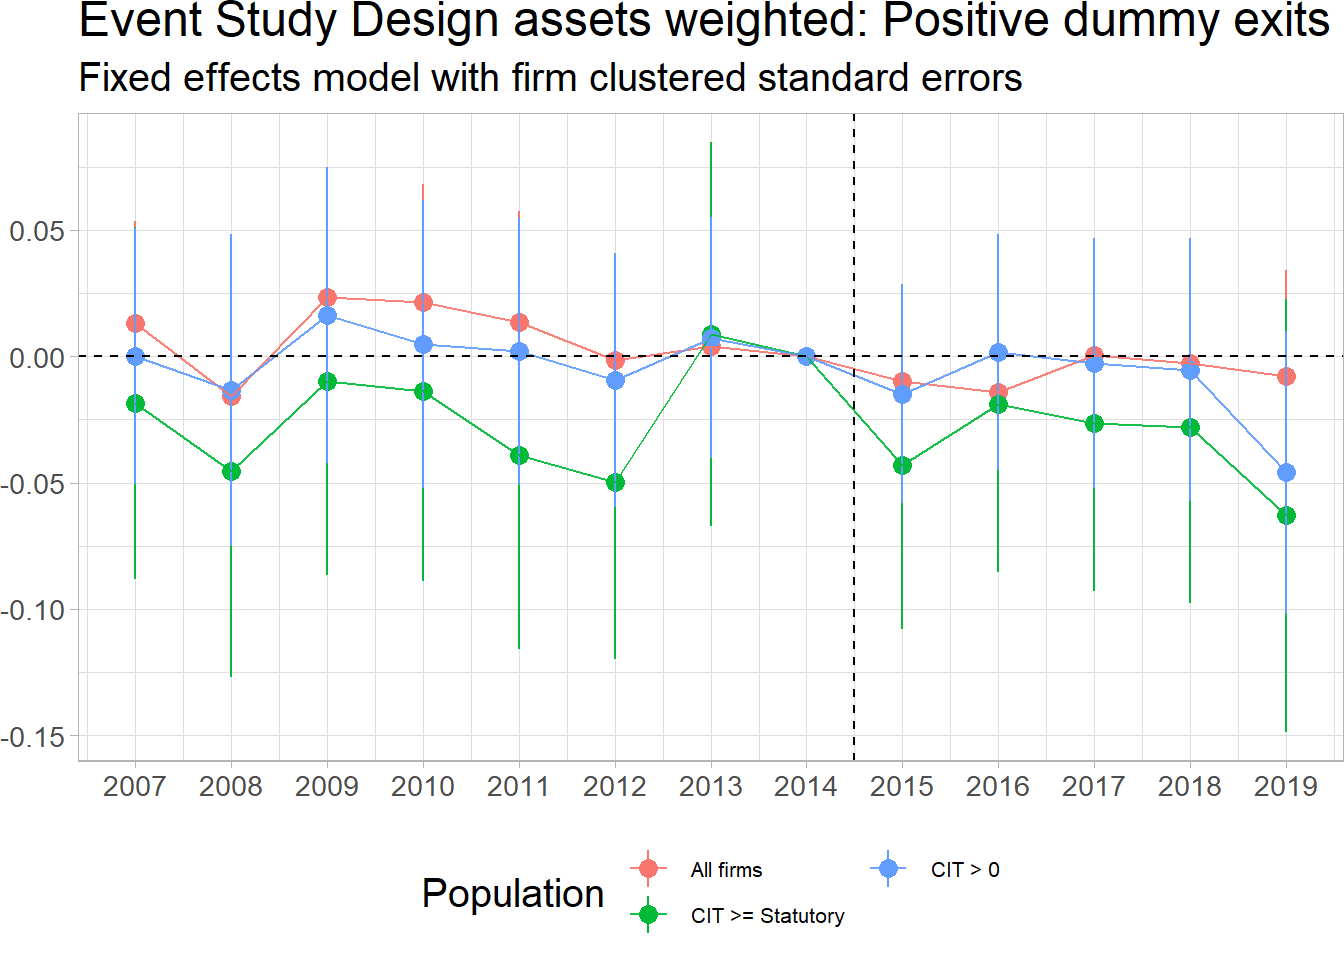 Event Study Design assets weighted: Positive dummy exits
Fixed effects model with firm clustered standard errors
0.05
0.00
-0.05
-0.10
-0.15
2007 2008 2009 2010 2011 2012 2013 2014 2015 2016 2017 2018 2019
Population
All firms
CIT > 0
CIT >= Statutory